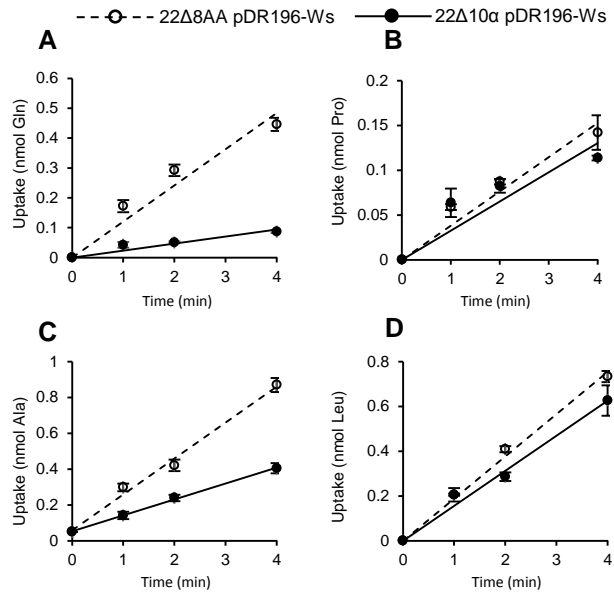 22Δ8AA pDR196-Ws 22Δ10α pDR196-Ws
A
Uptake (nmol Gln)
0.6
0.5
0.4
0.3
0.2
0.1
0
0 1 2 3 4
Time (min)
B
Uptake (nmol Pro)
0.2
0.15
0.1
0.05
0
0 1 2 3 4
Time (min)
C
Uptake (nmol Ala)
1
0.8
0.6
0.4
0.2
0
0 1 2 3 4
Time (min)
D
Uptake (nmol Leu)
0.8
0.6
0.4
0.2
0
0 1 2 3 4
Time (min)